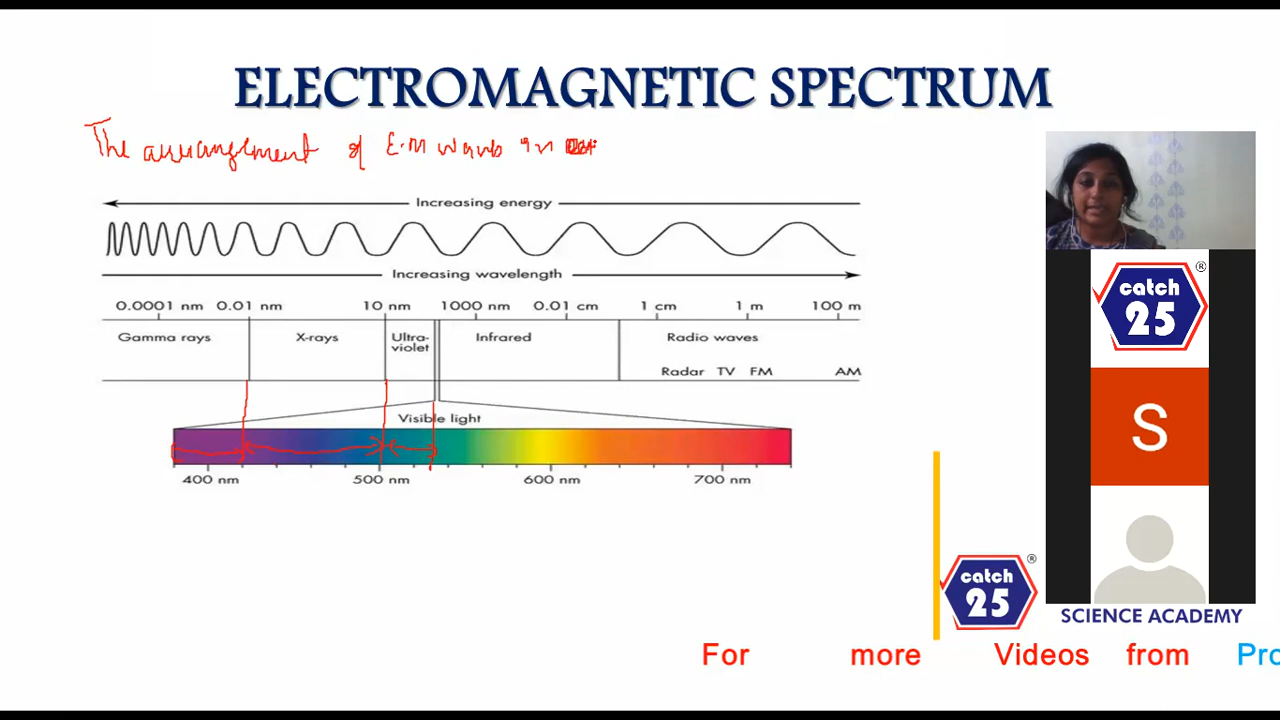 ELECTROMAGNETIC SPECTRUM
The arrangement of E.M waves in
Increasing energy
Increasing wavelength
0.0001 nm 0.01 nm 10 nm 1000 nm 0.01 cm 1 cm 1 m 100 m
Gamma rays X-rays Ultra-violet Infrared Radio waves
Radar TV FM AM
Visible light
400 nm 500 nm 600 nm 700 nm
catch
25
®
S
catch
25
®
SCIENCE ACADEMY
For more Videos from Pro